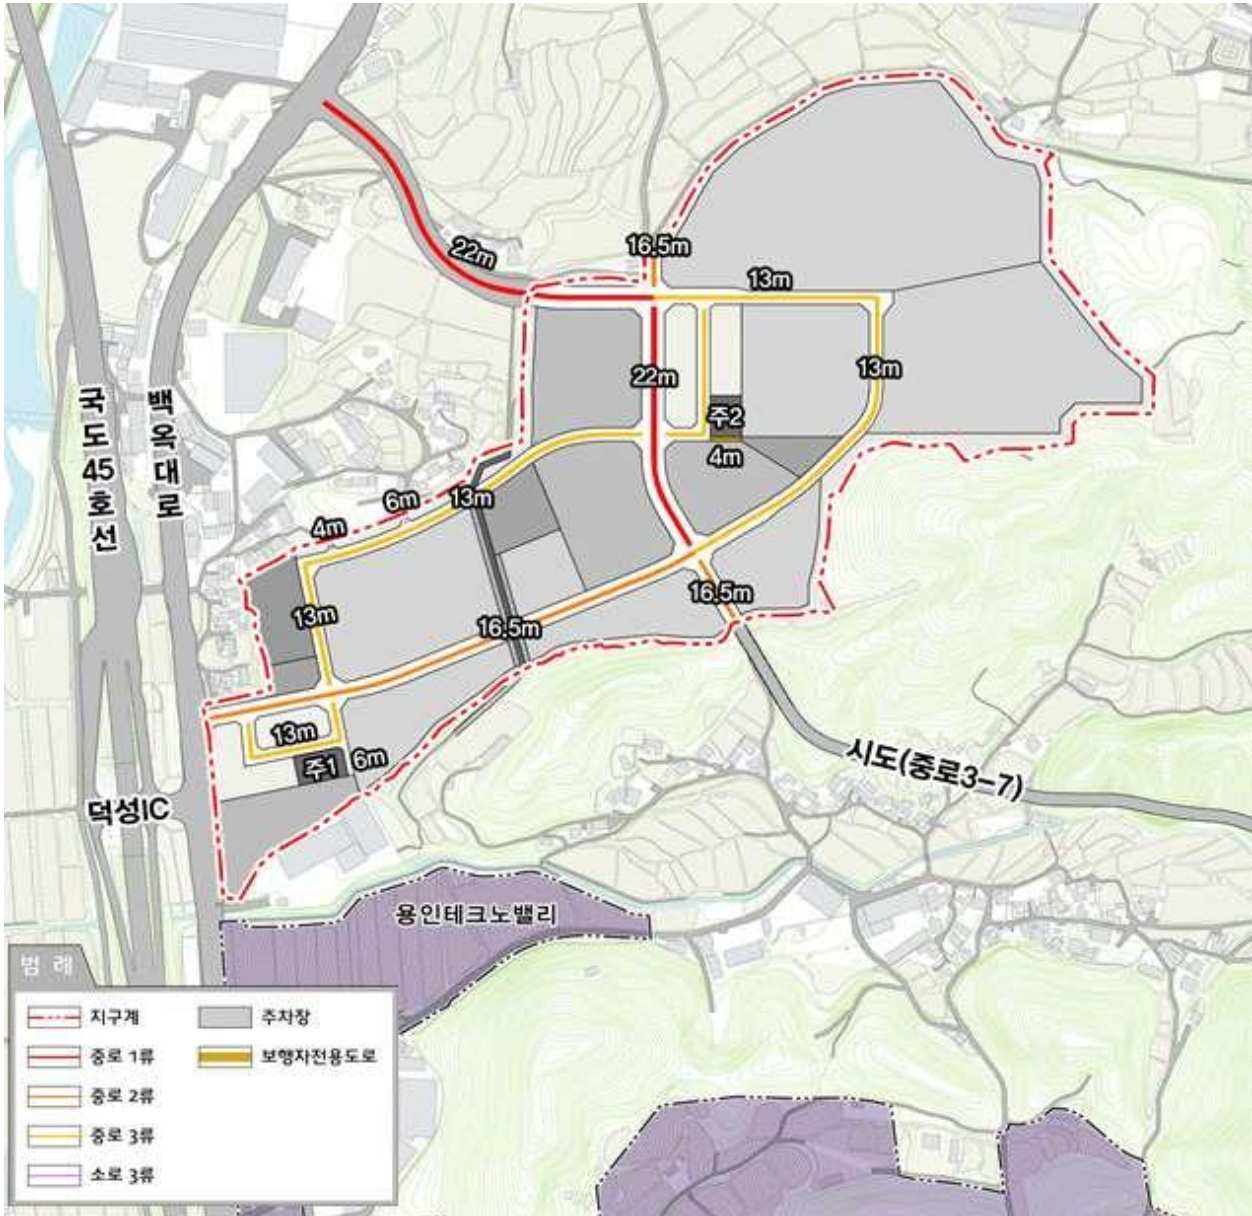 22m
16.5m
13m
22m
13m
주2
4m
13m
6m
4m
13m
16.5m
16.5m
13m
주1
6m
국도45호선
백옥대로
덕성IC
시도(중로3-7)
용인테크노밸리
범 례
지구계
주차장
중로 1류
보행자전용도로
중로 2류
중로 3류
소로 3류